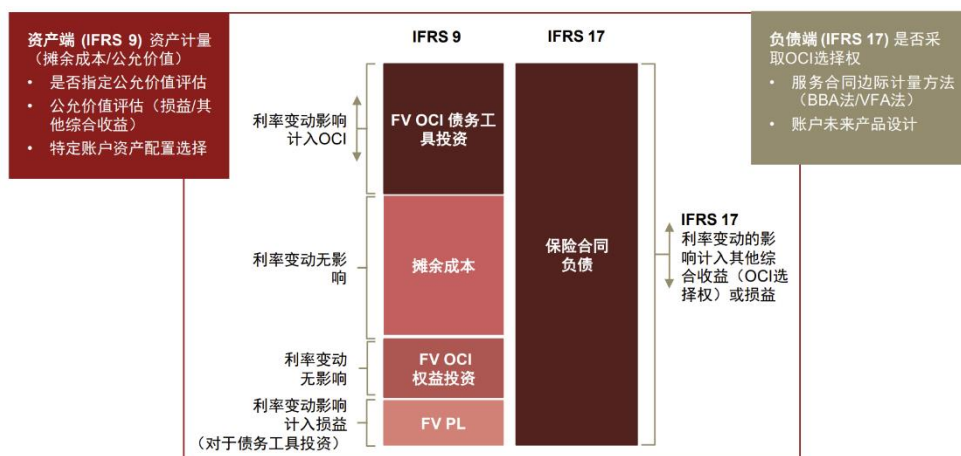 资产端 (IFRS 9) 资产计量
（摊余成本/公允价值）
• 是否指定公允价值评估
• 公允价值评估（损益/其
他综合收益）
• 特定账户资产配置选择
IFRS 9
IFRS 17
负债端 (IFRS 17) 是否采
取OCI选择权
• 服务合同边际计量方法
（BBA法/VFA法）
• 账户未来产品设计
利率变动影响
计入OCI
FV OCI 债务工
具投资
利率变动无影
响
摊余成本
保险合同
负债
IFRS 17
利率变动的影
响计入其他综
合收益（OCI选
择权）或损益
利率变动
无影响
FV OCI
权益投资
利率变动影响
计入损益
（对于债务工具投资）
FV PL